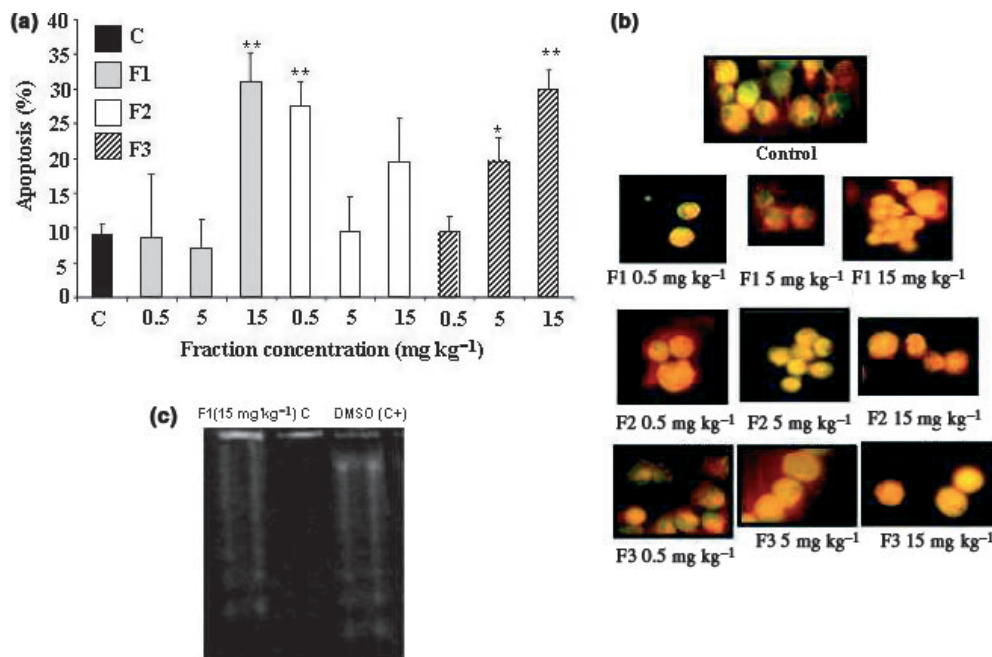 (a)
40
35
30
25
20
15
10
5
0
Apoptosis (%)
C
F1
F2
F3
**
**
*
**
C 0.5 5 15 0.5 5 15 0.5 5 15
Fraction concentration (mg kg⁻¹)
(b)
Control
F1 0.5 mg kg⁻¹ F1 5 mg kg⁻¹ F1 15 mg kg⁻¹
F2 0.5 mg kg⁻¹ F2 5 mg kg⁻¹ F2 15 mg kg⁻¹
F3 0.5 mg kg⁻¹ F3 5 mg kg⁻¹ F3 15 mg kg⁻¹
(c)
F1(15 mg kg⁻¹) C DMSO (C+)